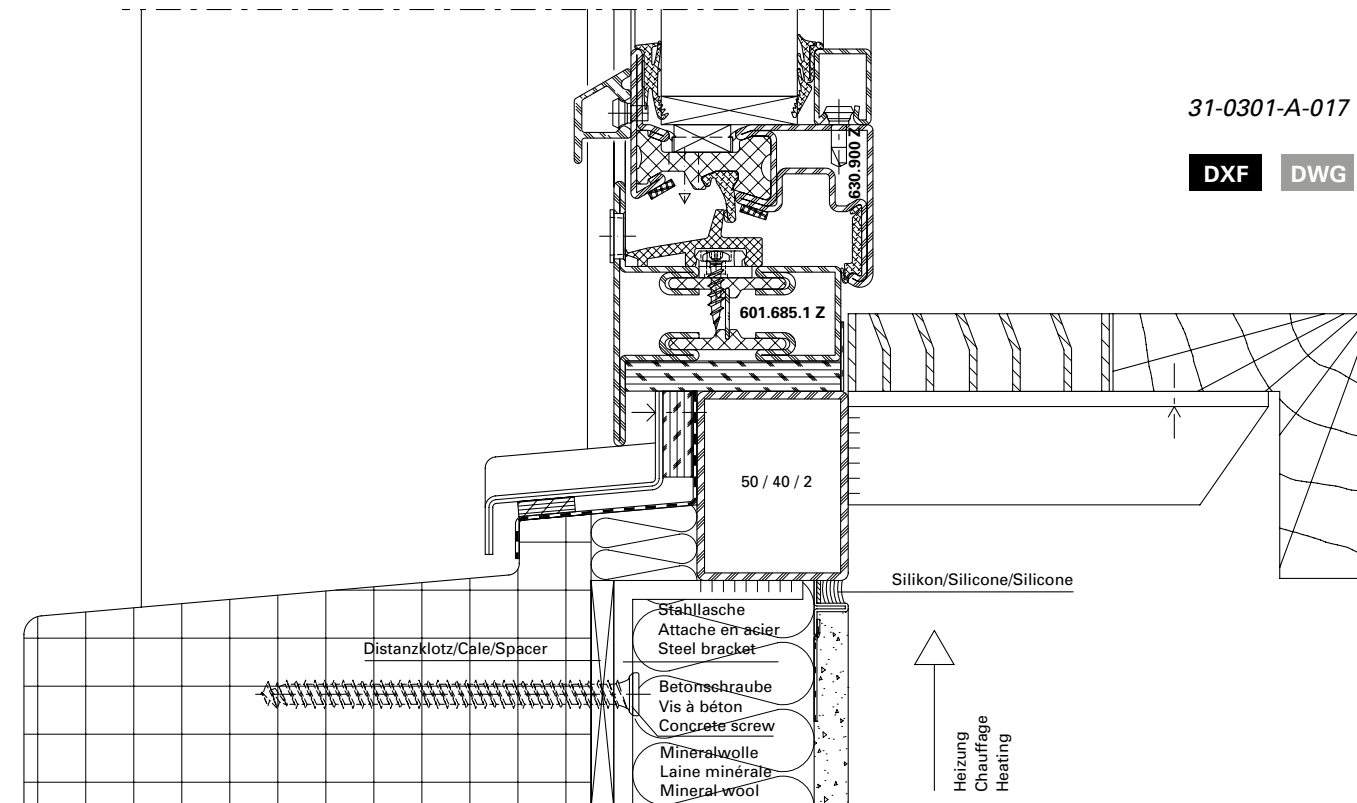 31-0301-A-017
DXF DWG
630.900 Z
601.685.1 Z
50 / 40 / 2
Silikon/Silicone/Silicone
Stahllasche
Attache en acier
Steel bracket
Distanzklotz/Cale/Spacer
Betonschraube
Vis à béton
Concrete screw
Mineralwolle
Laine minérale
Mineral wool
Heizung
Chauffage
Heating